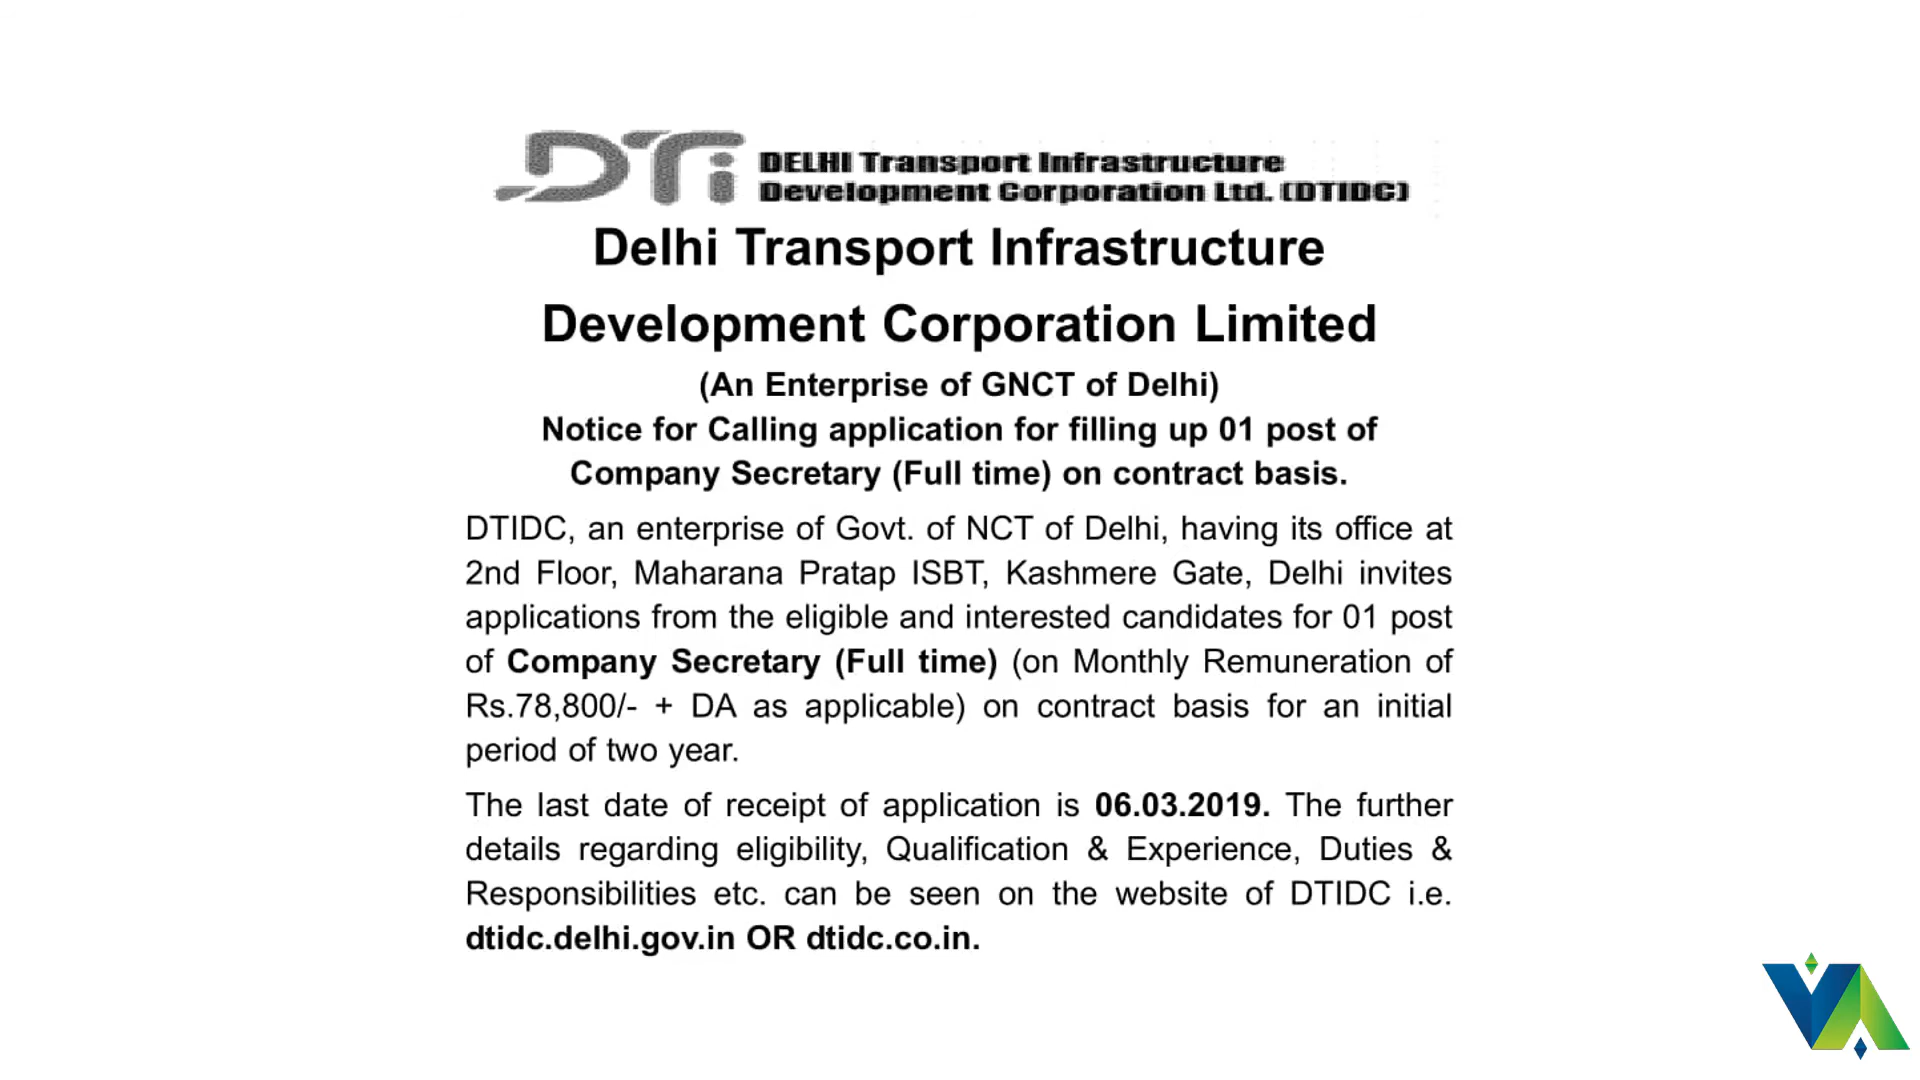 DTi DELHI Transport Infrastructure
Development Corporation Ltd. (DTIDC)
Delhi Transport Infrastructure
Development Corporation Limited
(An Enterprise of GNCT of Delhi)
Notice for Calling application for filling up 01 post of
Company Secretary (Full time) on contract basis.
DTIDC, an enterprise of Govt. of NCT of Delhi, having its office at
2nd Floor, Maharana Pratap ISBT, Kashmere Gate, Delhi invites
applications from the eligible and interested candidates for 01 post
of Company Secretary (Full time) (on Monthly Remuneration of
Rs.78,800/- + DA as applicable) on contract basis for an initial
period of two year.
The last date of receipt of application is 06.03.2019. The further
details regarding eligibility, Qualification & Experience, Duties &
Responsibilities etc. can be seen on the website of DTIDC i.e.
dtidc.delhi.gov.in OR dtidc.co.in.
VA